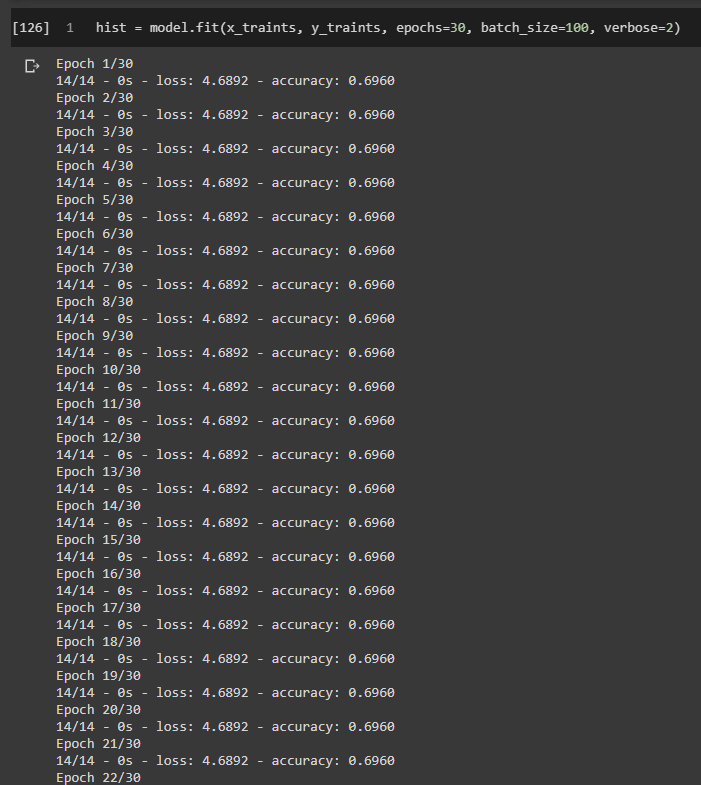 [126] 1 hist = model.fit(x_traints, y_traints, epochs=30, batch_size=100, verbose=2)
Epoch 1/30
14/14 - 0s - loss: 4.6892 - accuracy: 0.6960
Epoch 2/30
14/14 - 0s - loss: 4.6892 - accuracy: 0.6960
Epoch 3/30
14/14 - 0s - loss: 4.6892 - accuracy: 0.6960
Epoch 4/30
14/14 - 0s - loss: 4.6892 - accuracy: 0.6960
Epoch 5/30
14/14 - 0s - loss: 4.6892 - accuracy: 0.6960
Epoch 6/30
14/14 - 0s - loss: 4.6892 - accuracy: 0.6960
Epoch 7/30
14/14 - 0s - loss: 4.6892 - accuracy: 0.6960
Epoch 8/30
14/14 - 0s - loss: 4.6892 - accuracy: 0.6960
Epoch 9/30
14/14 - 0s - loss: 4.6892 - accuracy: 0.6960
Epoch 10/30
14/14 - 0s - loss: 4.6892 - accuracy: 0.6960
Epoch 11/30
14/14 - 0s - loss: 4.6892 - accuracy: 0.6960
Epoch 12/30
14/14 - 0s - loss: 4.6892 - accuracy: 0.6960
Epoch 13/30
14/14 - 0s - loss: 4.6892 - accuracy: 0.6960
Epoch 14/30
14/14 - 0s - loss: 4.6892 - accuracy: 0.6960
Epoch 15/30
14/14 - 0s - loss: 4.6892 - accuracy: 0.6960
Epoch 16/30
14/14 - 0s - loss: 4.6892 - accuracy: 0.6960
Epoch 17/30
14/14 - 0s - loss: 4.6892 - accuracy: 0.6960
Epoch 18/30
14/14 - 0s - loss: 4.6892 - accuracy: 0.6960
Epoch 19/30
14/14 - 0s - loss: 4.6892 - accuracy: 0.6960
Epoch 20/30
14/14 - 0s - loss: 4.6892 - accuracy: 0.6960
Epoch 21/30
14/14 - 0s - loss: 4.6892 - accuracy: 0.6960
Epoch 22/30